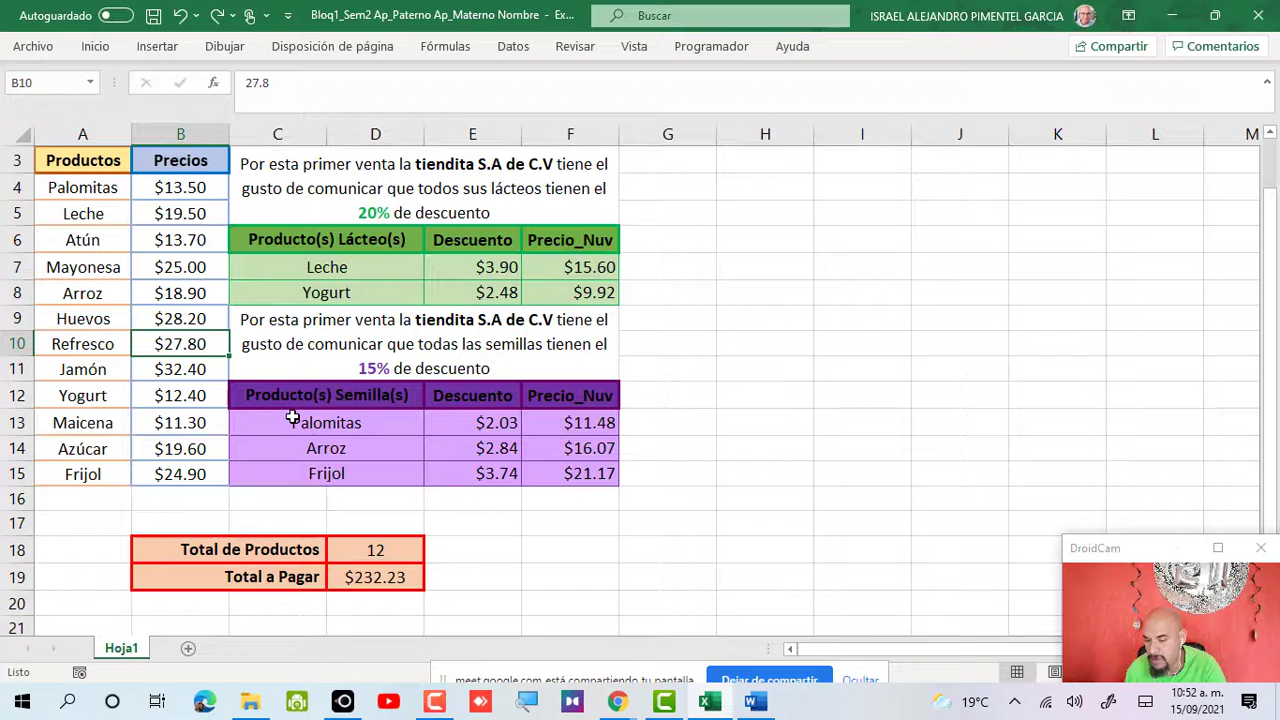 Autoguardado
Bloq1_Sem2 Ap_Paterno Ap_Materno Nombre - Ex...
Buscar
ISRAEL ALEJANDRO PIMENTEL GARCIA
Archivo Inicio Insertar Dibujar Disposición de página Fórmulas Datos Revisar Vista Programador Ayuda Compartir Comentarios
B10 fx 27.8
A B C D E F G H I J K L M
3 Productos Precios Por esta primer venta la tiendita S.A de C.V tiene el
4 Palomitas $13.50 gusto de comunicar que todos sus lácteos tienen el
5 Leche $19.50 20% de descuento
6 Atún $13.70 Producto(s) Lácteo(s) Descuento Precio_Nuv
7 Mayonesa $25.00 Leche $3.90 $15.60
8 Arroz $18.90 Yogurt $2.48 $9.92
9 Huevos $28.20 Por esta primer venta la tiendita S.A de C.V tiene el
10 Refresco $27.80 gusto de comunicar que todas las semillas tienen el
11 Jamón $32.40 15% de descuento
12 Yogurt $12.40 Producto(s) Semilla(s) Descuento Precio_Nuv
13 Maicena $11.30 Palomitas $2.03 $11.48
14 Azúcar $19.60 Arroz $2.84 $16.07
15 Frijol $24.90 Frijol $3.74 $21.17
16
17
18 Total de Productos 12
19 Total a Pagar $232.23
20
21
DroidCam
Hoja1
Listo
meet.google.com está compartiendo tu pantalla. Dejar de compartir Ocultar
19°C
10:52 a. m.
15/09/2021